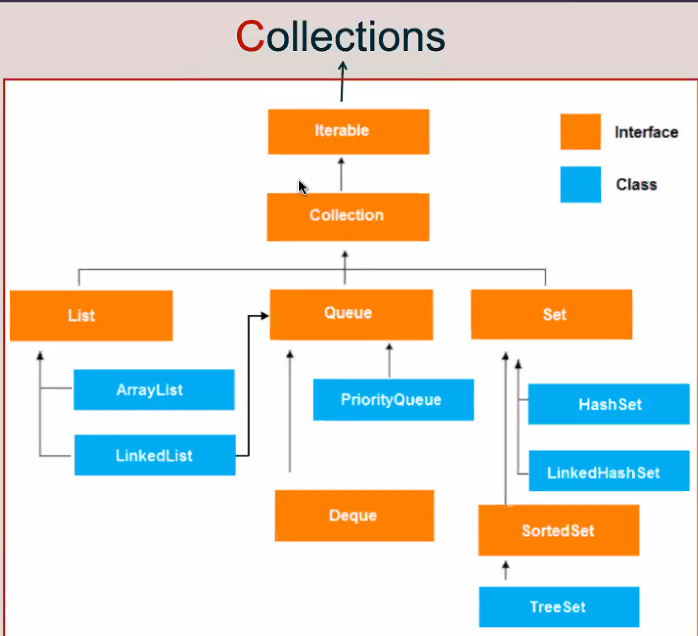 Collections
Iterable
Interface
Class
Collection
List
Queue
Set
ArrayList
PriorityQueue
HashSet
LinkedList
LinkedHashSet
Deque
SortedSet
TreeSet